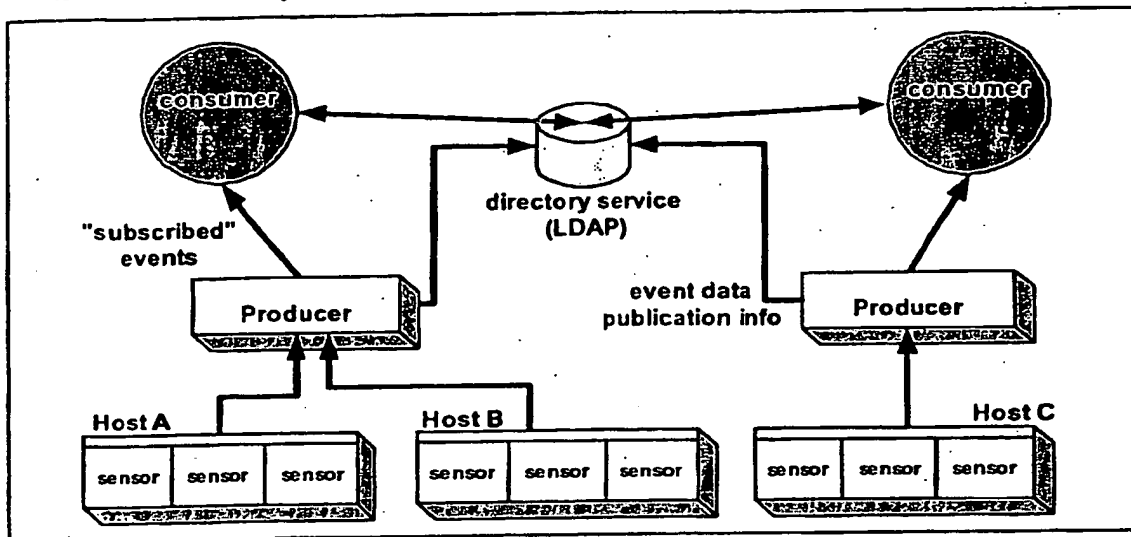 consumer
consumer
directory service
(LDAP)
"subscribed"
events
Producer
event data
publication info
Producer
Host A
Host B
Host C
sensor sensor sensor
sensor sensor sensor
sensor sensor sensor